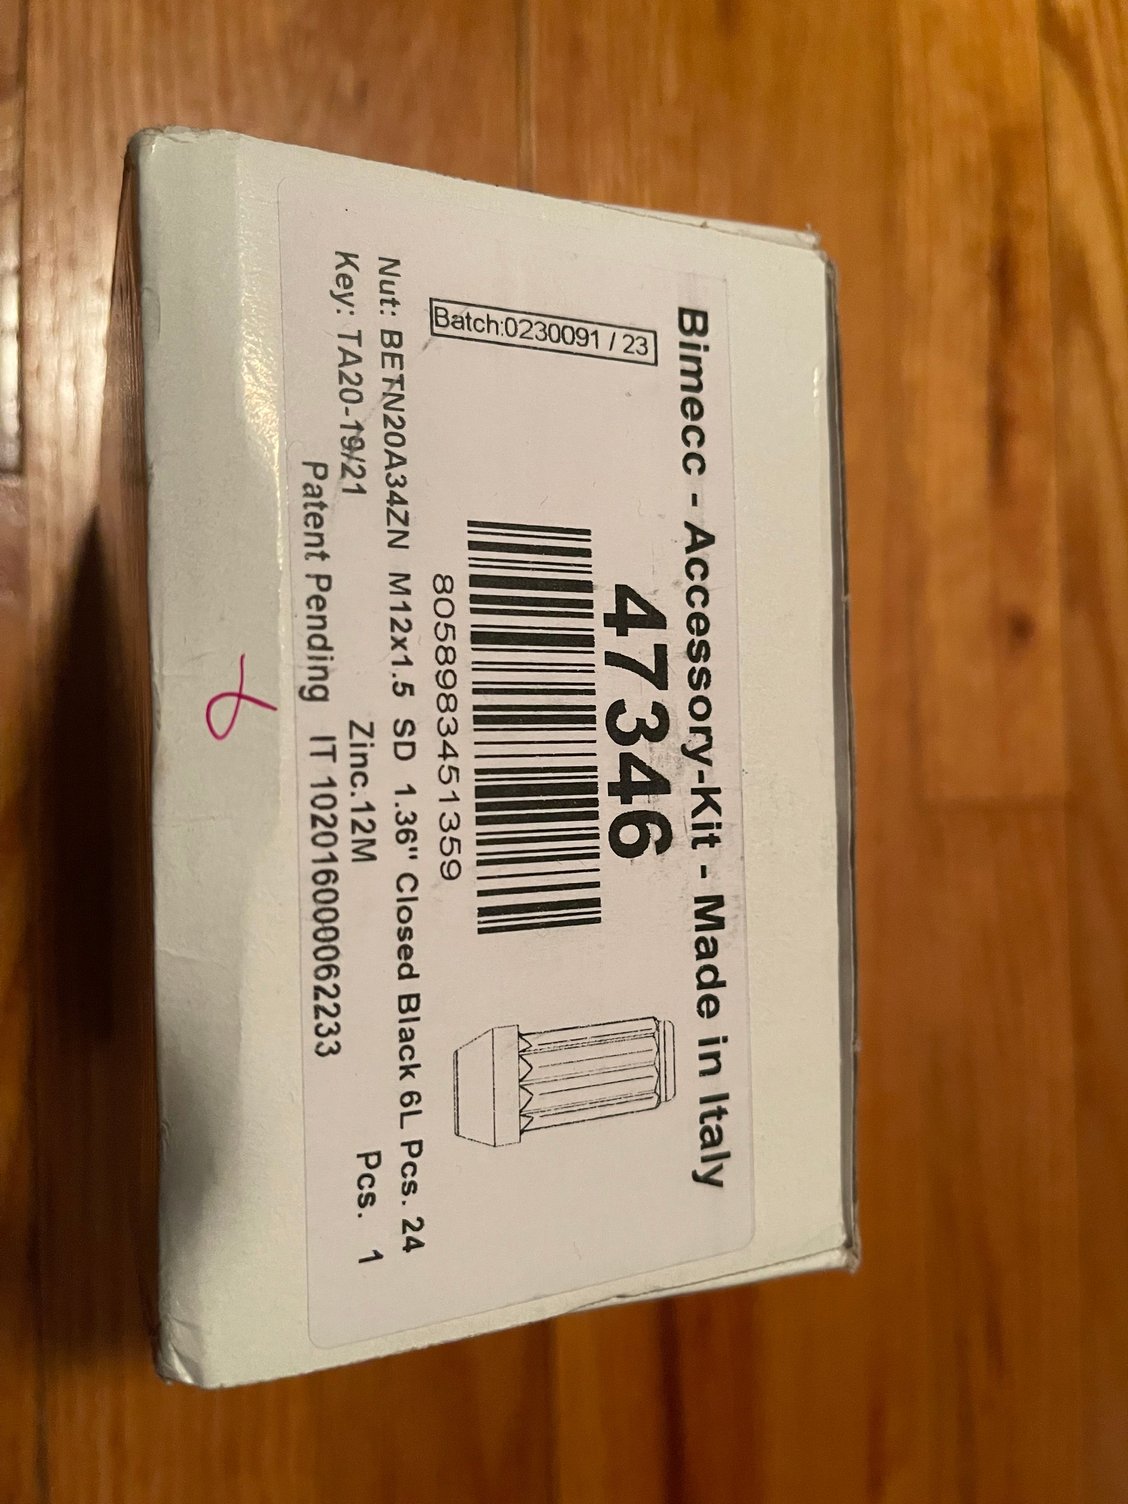 Bimecc - Accessory-Kit - Made in Italy
47346
Batch:0230091 / 23
8058983451359
Nut: BETN20A34ZN M12x1.5 SD 1.36" Closed Black 6L Pcs. 24
Key: TA20-19/21 Zinc.12M Pcs. 1
Patent Pending IT 102016000062233